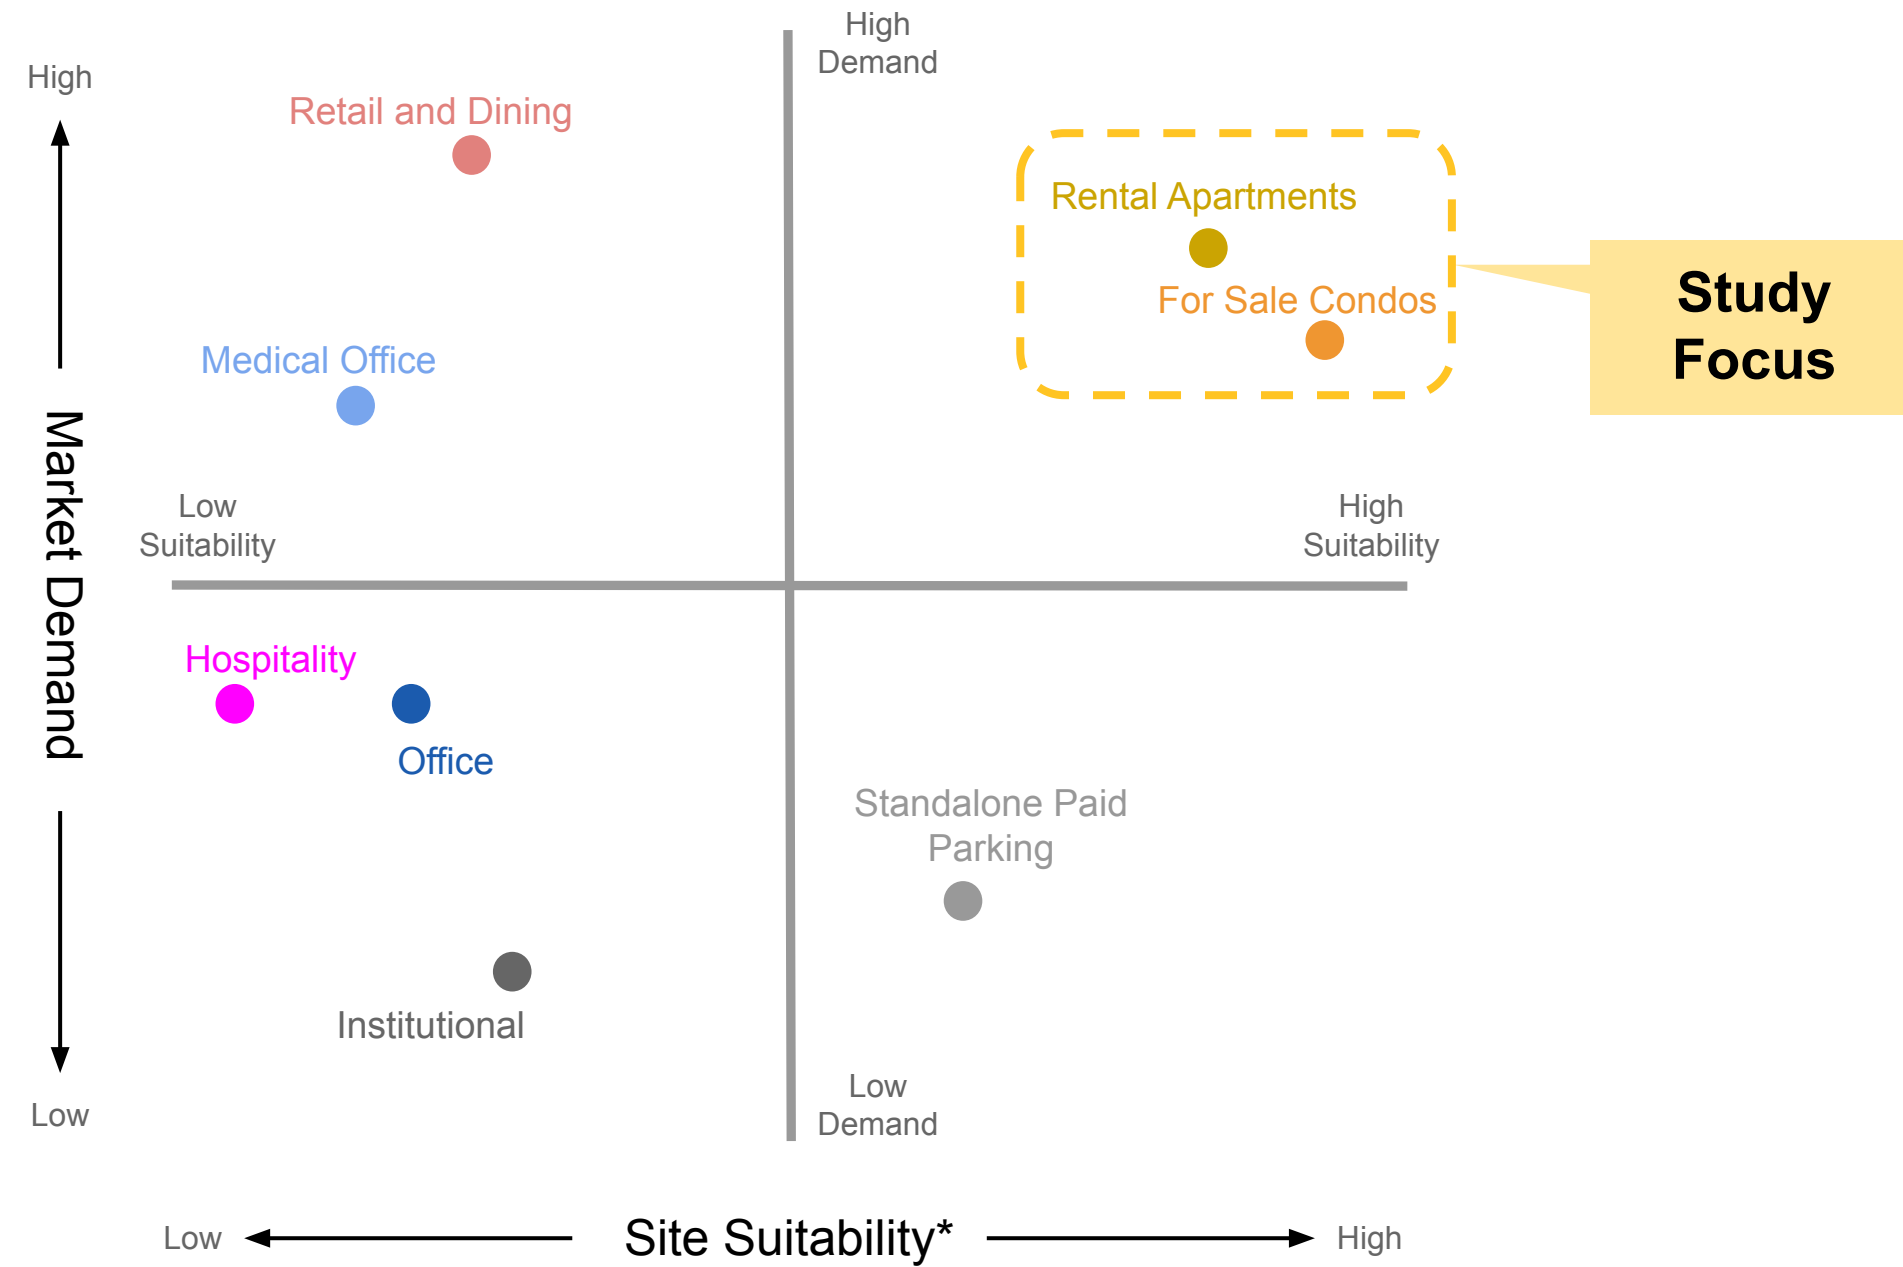 High
Demand
High
Retail and Dining
Rental Apartments
For Sale Condos
Study
Focus
Medical Office
Market Demand
Low
Suitability
High
Suitability
Hospitality
Office
Standalone Paid
Parking
Institutional
Low
Demand
Low
Low
Site Suitability*
High